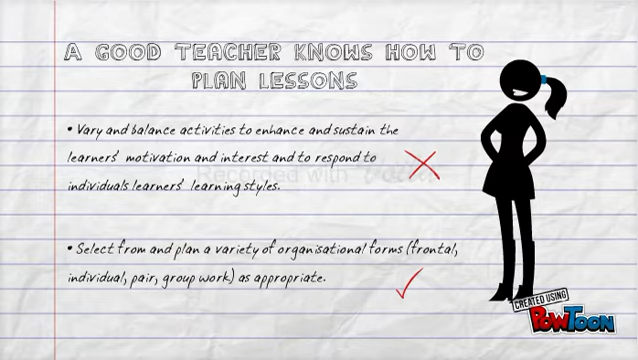 A GOOD TEACHER KNOWS HOW TO
PLAN LESSONS
• Vary and balance activities to enhance and sustain the
learners' motivation and interest and to respond to
individuals learners' learning styles.
Recorded with
• Select from and plan a variety of organisational forms (frontal,
individual, pair, group work) as appropriate.
CREATED USING
POWTOON